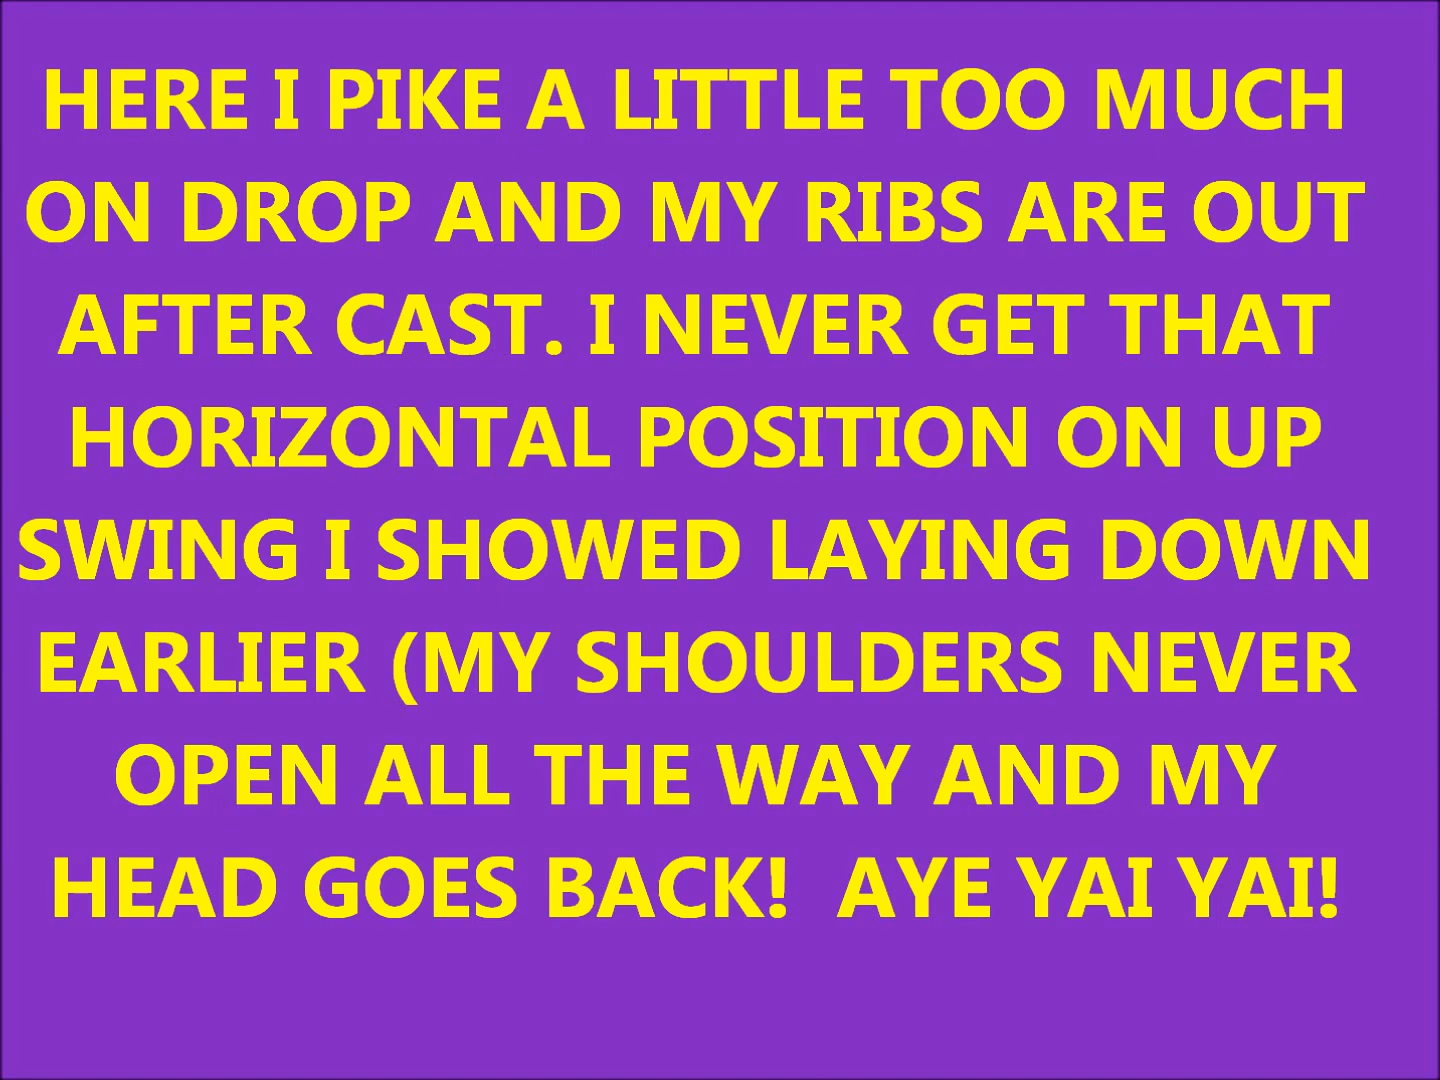 HERE I PIKE A LITTLE TOO MUCH
ON DROP AND MY RIBS ARE OUT
AFTER CAST. I NEVER GET THAT
HORIZONTAL POSITION ON UP
SWING I SHOWED LAYING DOWN
EARLIER (MY SHOULDERS NEVER
OPEN ALL THE WAY AND MY
HEAD GOES BACK!  AYE YAI YAI!